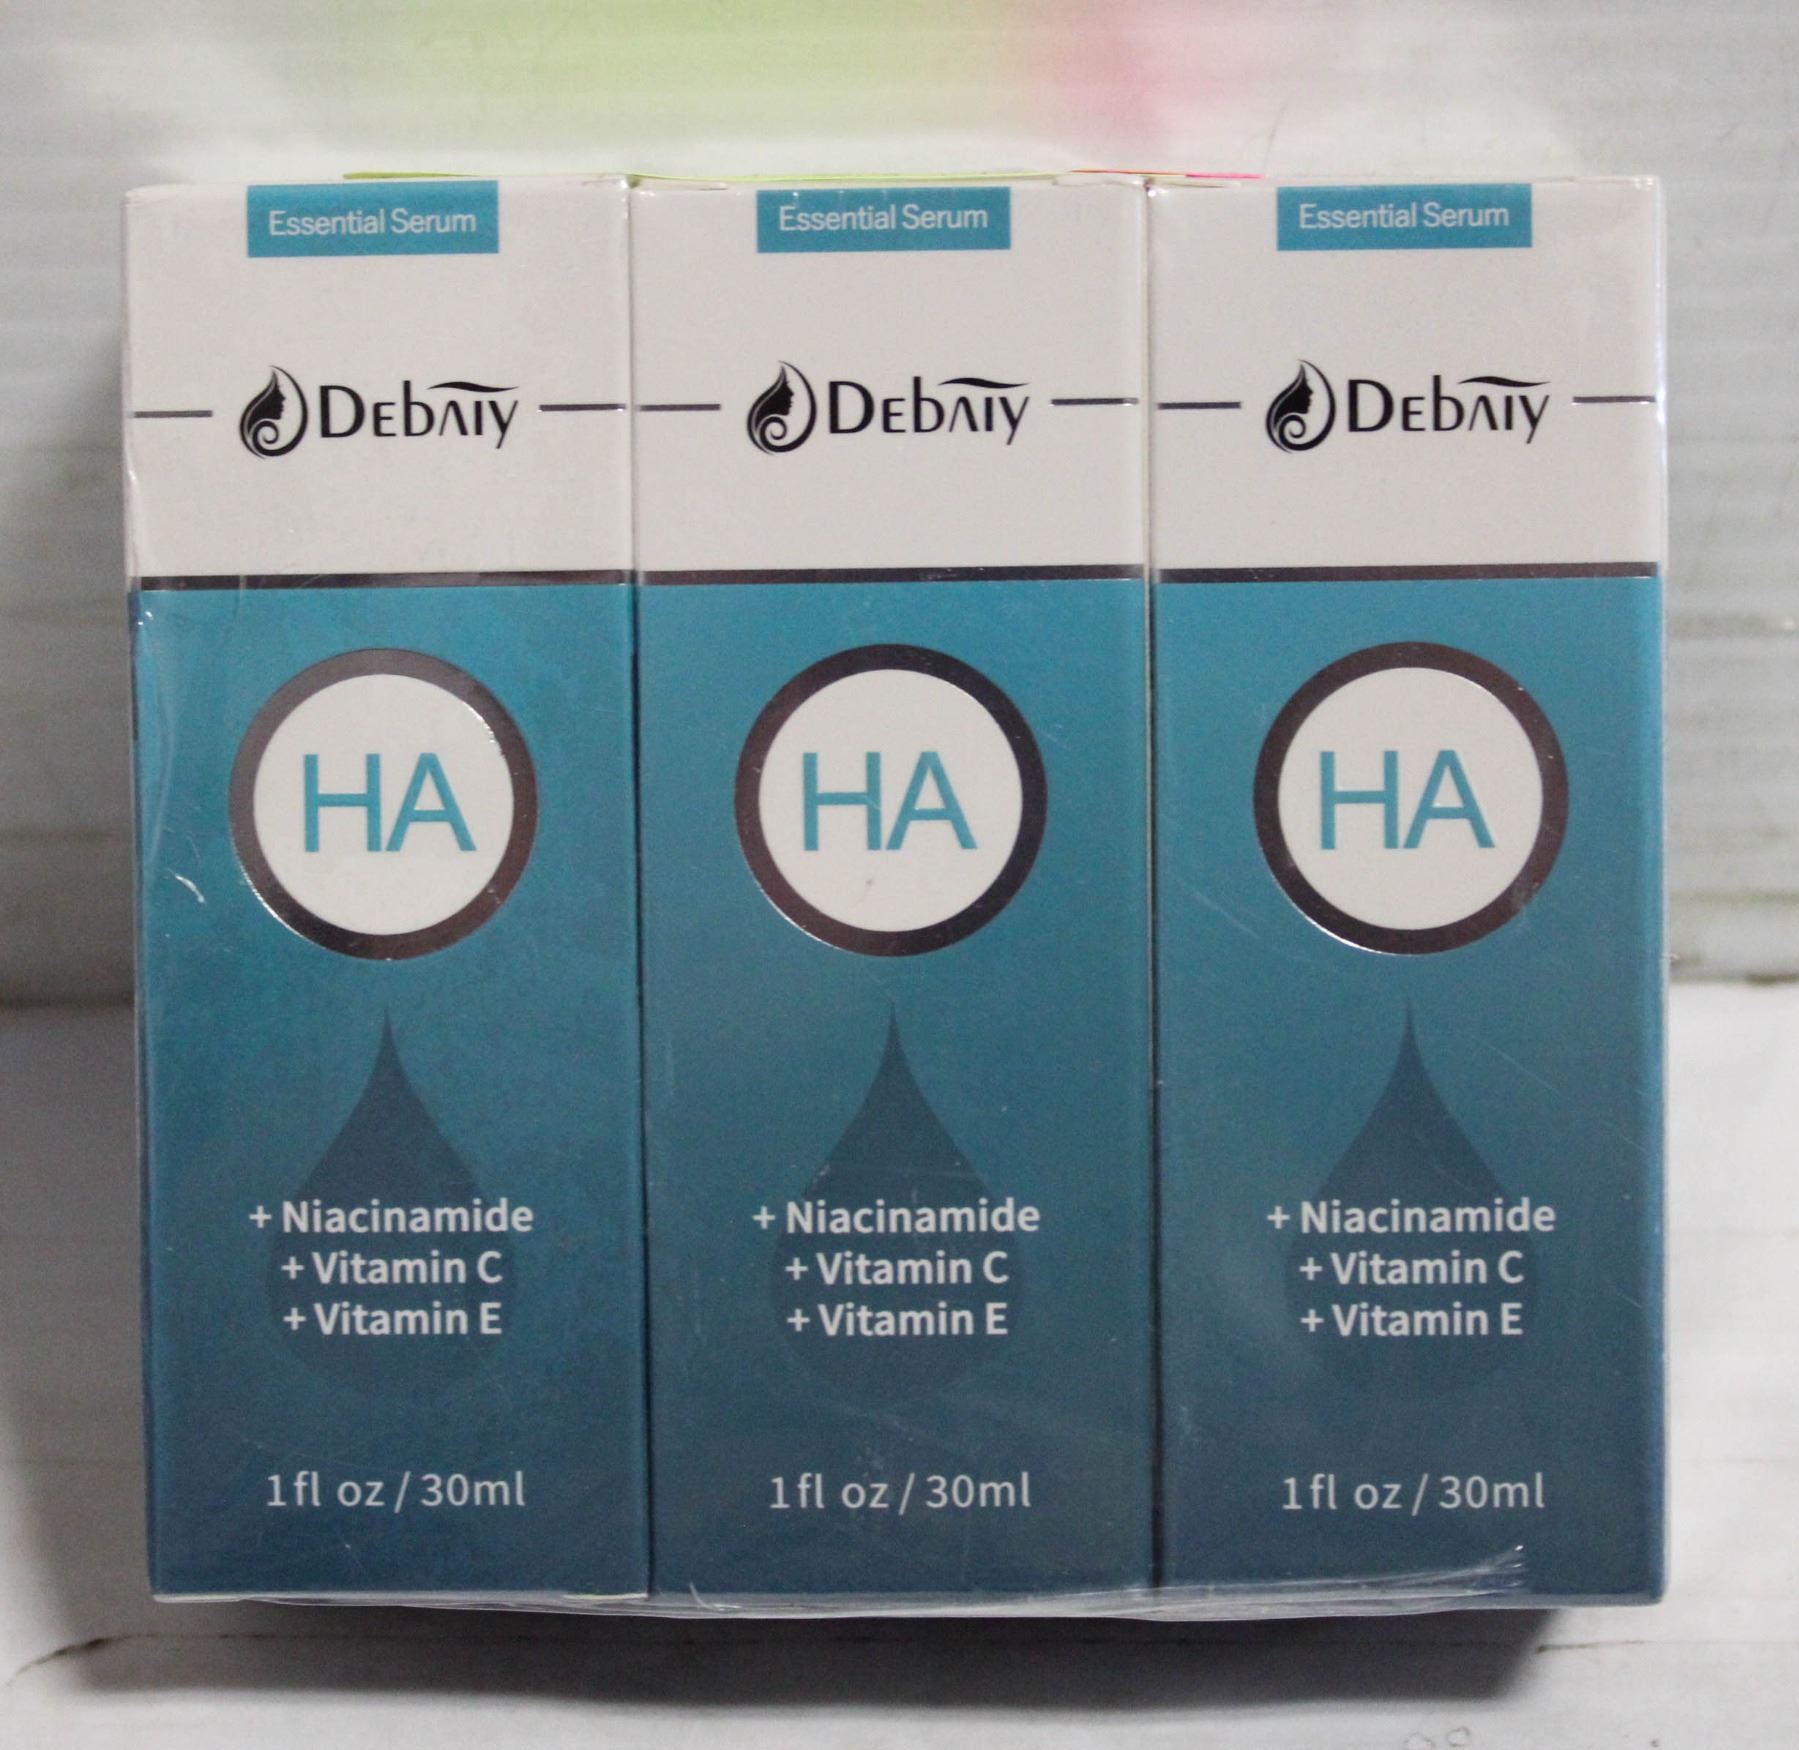 Essential Serum
Debaiy
HA
+ Niacinamide
+ Vitamin C
+ Vitamin E
1fl oz / 30ml
Essential Serum
Debaiy
HA
+ Niacinamide
+ Vitamin C
+ Vitamin E
1fl oz / 30ml
Essential Serum
Debaiy
HA
+ Niacinamide
+ Vitamin C
+ Vitamin E
1fl oz / 30ml